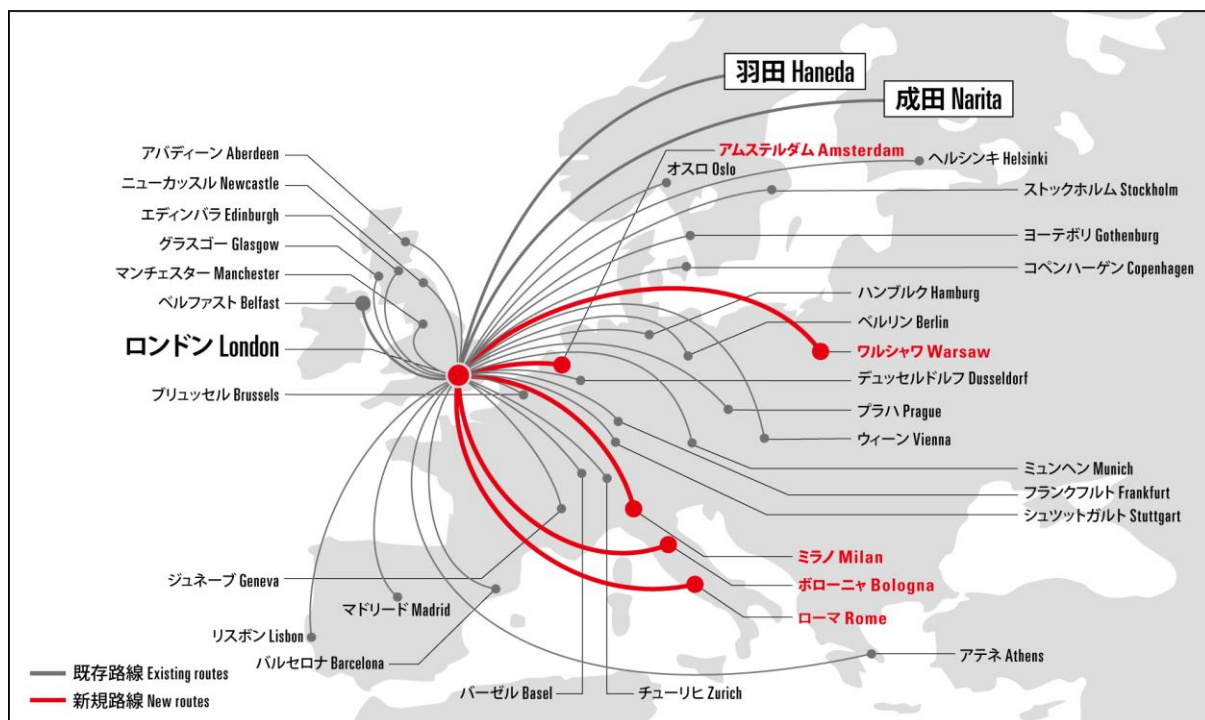 羽田 Haneda
成田 Narita
アムステルダム Amsterdam
オスロ Oslo
ヘルシンキ Helsinki
ストックホルム Stockholm
ヨーテボリ Gothenburg
コペンハーゲン Copenhagen
ハンブルク Hamburg
ベルリン Berlin
ワルシャワ Warsaw
デュッセルドルフ Dusseldorf
プラハ Prague
ウィーン Vienna
ミュンヘン Munich
フランクフルト Frankfurt
シュツットガルト Stuttgart
アバディーン Aberdeen
ニューカッスル Newcastle
エディンバラ Edinburgh
グラスゴー Glasgow
マンチェスター Manchester
ベルファスト Belfast
ロンドン London
ブリュッセル Brussels
ミラノ Milan
ボローニャ Bologna
ローマ Rome
ジュネーブ Geneva
マドリード Madrid
リスボン Lisbon
バルセロナ Barcelona
バーゼル Basel
チューリヒ Zurich
アテネ Athens
既存路線 Existing routes
新規路線 New routes